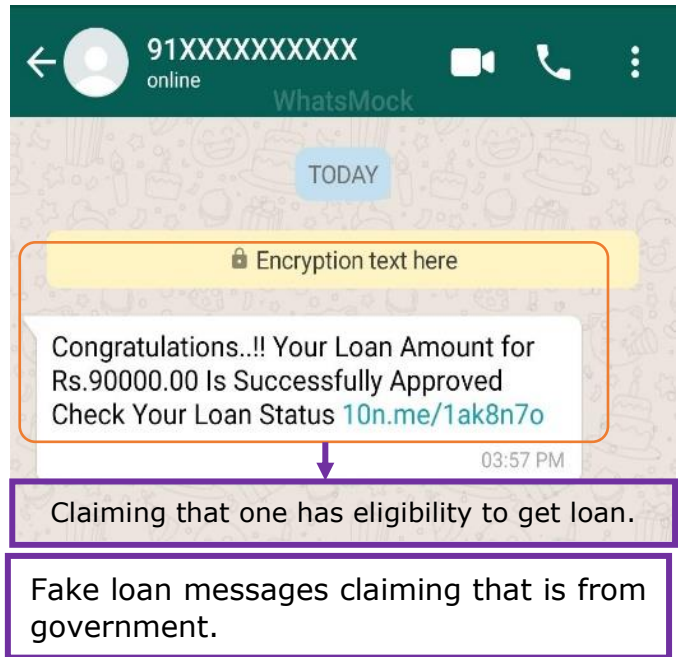 91XXXXXXXXXX
online
WhatsMock
TODAY
Encryption text here
Congratulations..!! Your Loan Amount for
Rs.90000.00 Is Successfully Approved
Check Your Loan Status 10n.me/1ak8n7o
03:57 PM
Claiming that one has eligibility to get loan.
Fake loan messages claiming that is from
government.